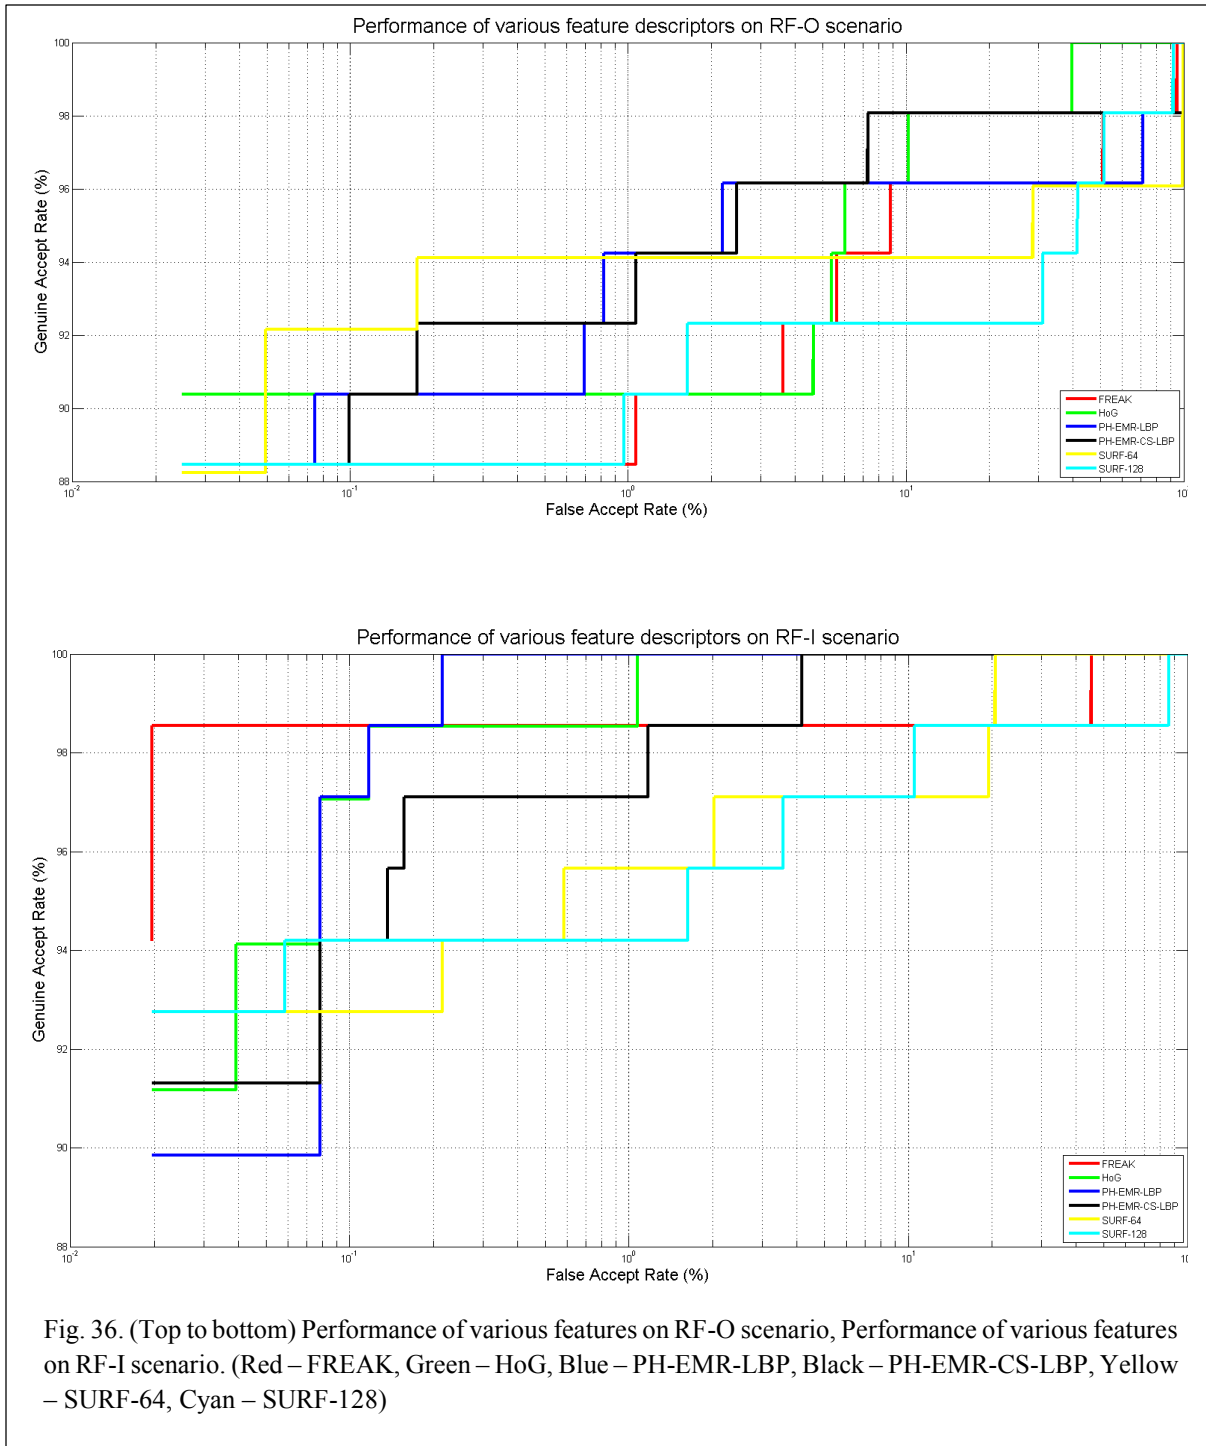 Performance of various feature descriptors on RF-O scenario
100
98
96
94
92
90
88
Genuine Accept Rate (%)
10^-2
10^-1
10^0
10^1
10
False Accept Rate (%)
FREAK
HoG
PH-EMR-LBP
PH-EMR-CS-LBP
SURF-64
SURF-128
Performance of various feature descriptors on RF-I scenario
100
98
96
94
92
90
88
Genuine Accept Rate (%)
10^-2
10^-1
10^0
10^1
10
False Accept Rate (%)
FREAK
HoG
PH-EMR-LBP
PH-EMR-CS-LBP
SURF-64
SURF-128
Fig. 36. (Top to bottom) Performance of various features on RF-O scenario, Performance of various features
on RF-I scenario. (Red – FREAK, Green – HoG, Blue – PH-EMR-LBP, Black – PH-EMR-CS-LBP, Yellow
– SURF-64, Cyan – SURF-128)